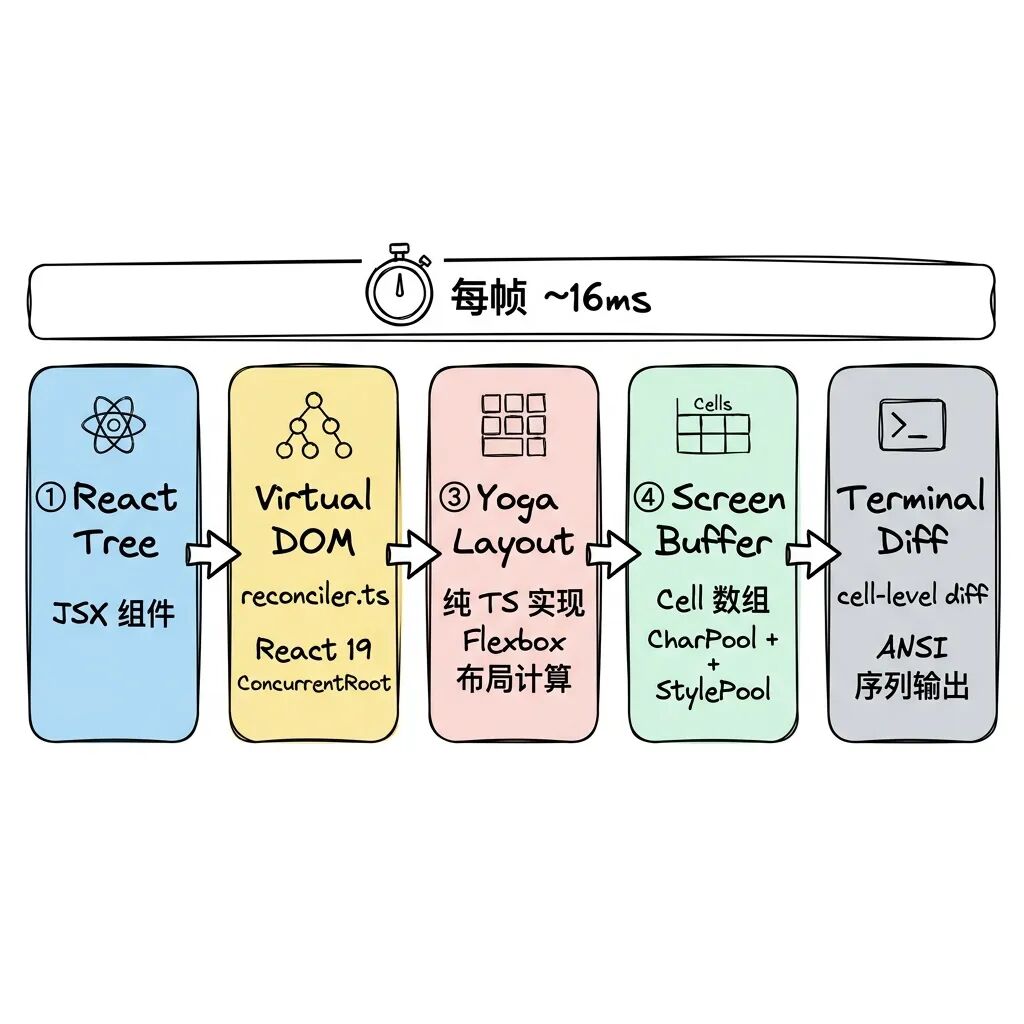 每帧 ~16ms
① React
Tree
JSX 组件
Virtual
DOM
reconciler.ts
React 19
ConcurrentRoot
③ Yoga
Layout
纯 TS 实现
Flexbox
布局计算
Cells
④ Screen
Buffer
Cell 数组
CharPool +
+
StylePool
>_
Terminal
Diff
cell-level diff
ANSI
序列输出